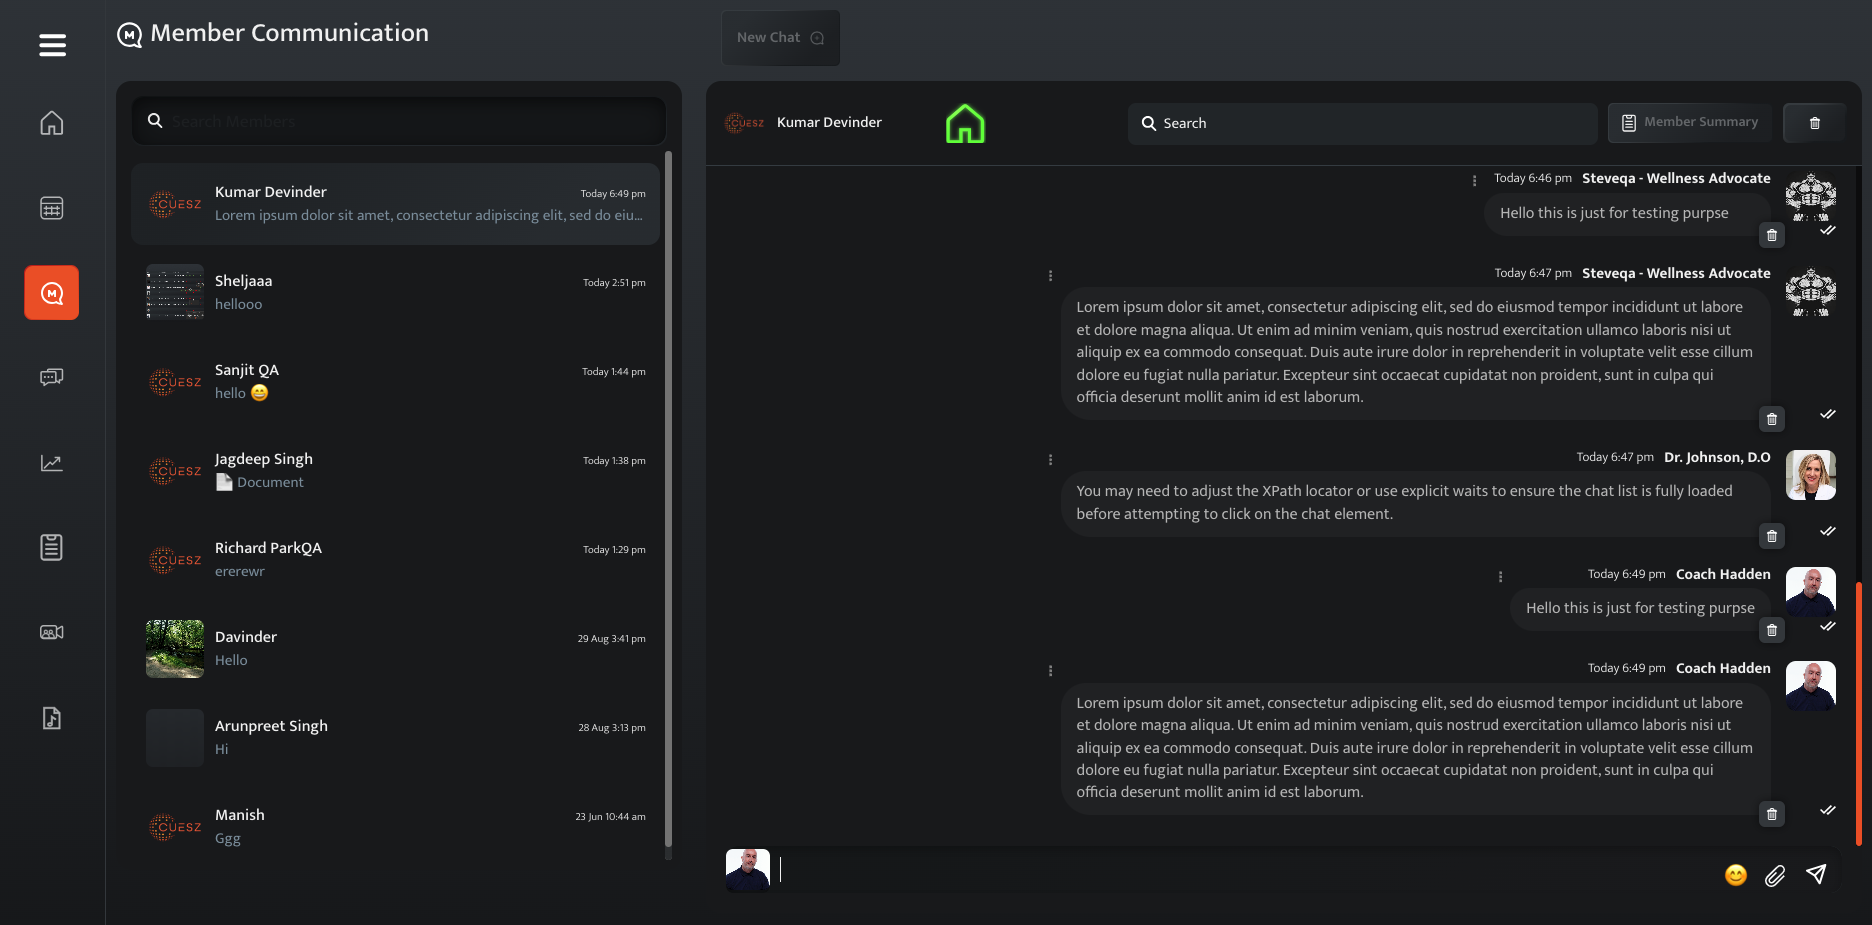 Member Communication
New Chat
Search Members
CUESZ
Kumar Devinder
Today 6:49 pm
Lorem ipsum dolor sit amet, consectetur adipiscing elit, sed do eiu...
Sheljaaa
Today 2:51 pm
hellooo
CUESZ
Sanjit QA
Today 1:44 pm
hello 😄
CUESZ
Jagdeep Singh
Today 1:38 pm
📄 Document
CUESZ
Richard ParkQA
Today 1:29 pm
ererewr
Davinder
29 Aug 3:41 pm
Hello
Arunpreet Singh
28 Aug 3:13 pm
Hi
CUESZ
Manish
23 Jun 10:44 am
Ggg
CUESZ
Kumar Devinder
Search
Member Summary
Today 6:46 pm Steveqa - Wellness Advocate
Hello this is just for testing purpse
Today 6:47 pm Steveqa - Wellness Advocate
Lorem ipsum dolor sit amet, consectetur adipiscing elit, sed do eiusmod tempor incididunt ut labore
et dolore magna aliqua. Ut enim ad minim veniam, quis nostrud exercitation ullamco laboris nisi ut
aliquip ex ea commodo consequat. Duis aute irure dolor in reprehenderit in voluptate velit esse cillum
dolore eu fugiat nulla pariatur. Excepteur sint occaecat cupidatat non proident, sunt in culpa qui
officia deserunt mollit anim id est laborum.
Today 6:47 pm Dr. Johnson, D.O
You may need to adjust the XPath locator or use explicit waits to ensure the chat list is fully loaded
before attempting to click on the chat element.
Today 6:49 pm Coach Hadden
Hello this is just for testing purpse
Today 6:49 pm Coach Hadden
Lorem ipsum dolor sit amet, consectetur adipiscing elit, sed do eiusmod tempor incididunt ut labore
et dolore magna aliqua. Ut enim ad minim veniam, quis nostrud exercitation ullamco laboris nisi ut
aliquip ex ea commodo consequat. Duis aute irure dolor in reprehenderit in voluptate velit esse cillum
dolore eu fugiat nulla pariatur. Excepteur sint occaecat cupidatat non proident, sunt in culpa qui
officia deserunt mollit anim id est laborum.